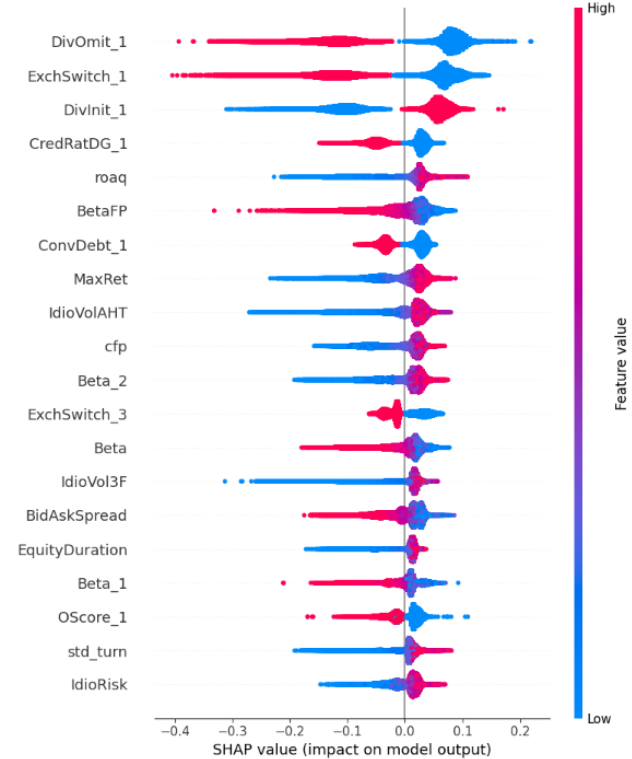 High
DivOmit_1
ExchSwitch_1
DivInit_1
CredRatDG_1
roaq
BetaFP
ConvDebt_1
MaxRet
IdioVolAHT
cfp
Beta_2
ExchSwitch_3
Beta
IdioVol3F
BidAskSpread
EquityDuration
Beta_1
OScore_1
std_turn
IdioRisk
Feature value
Low
−0.4 −0.3 −0.2 −0.1 0.0 0.1 0.2
SHAP value (impact on model output)